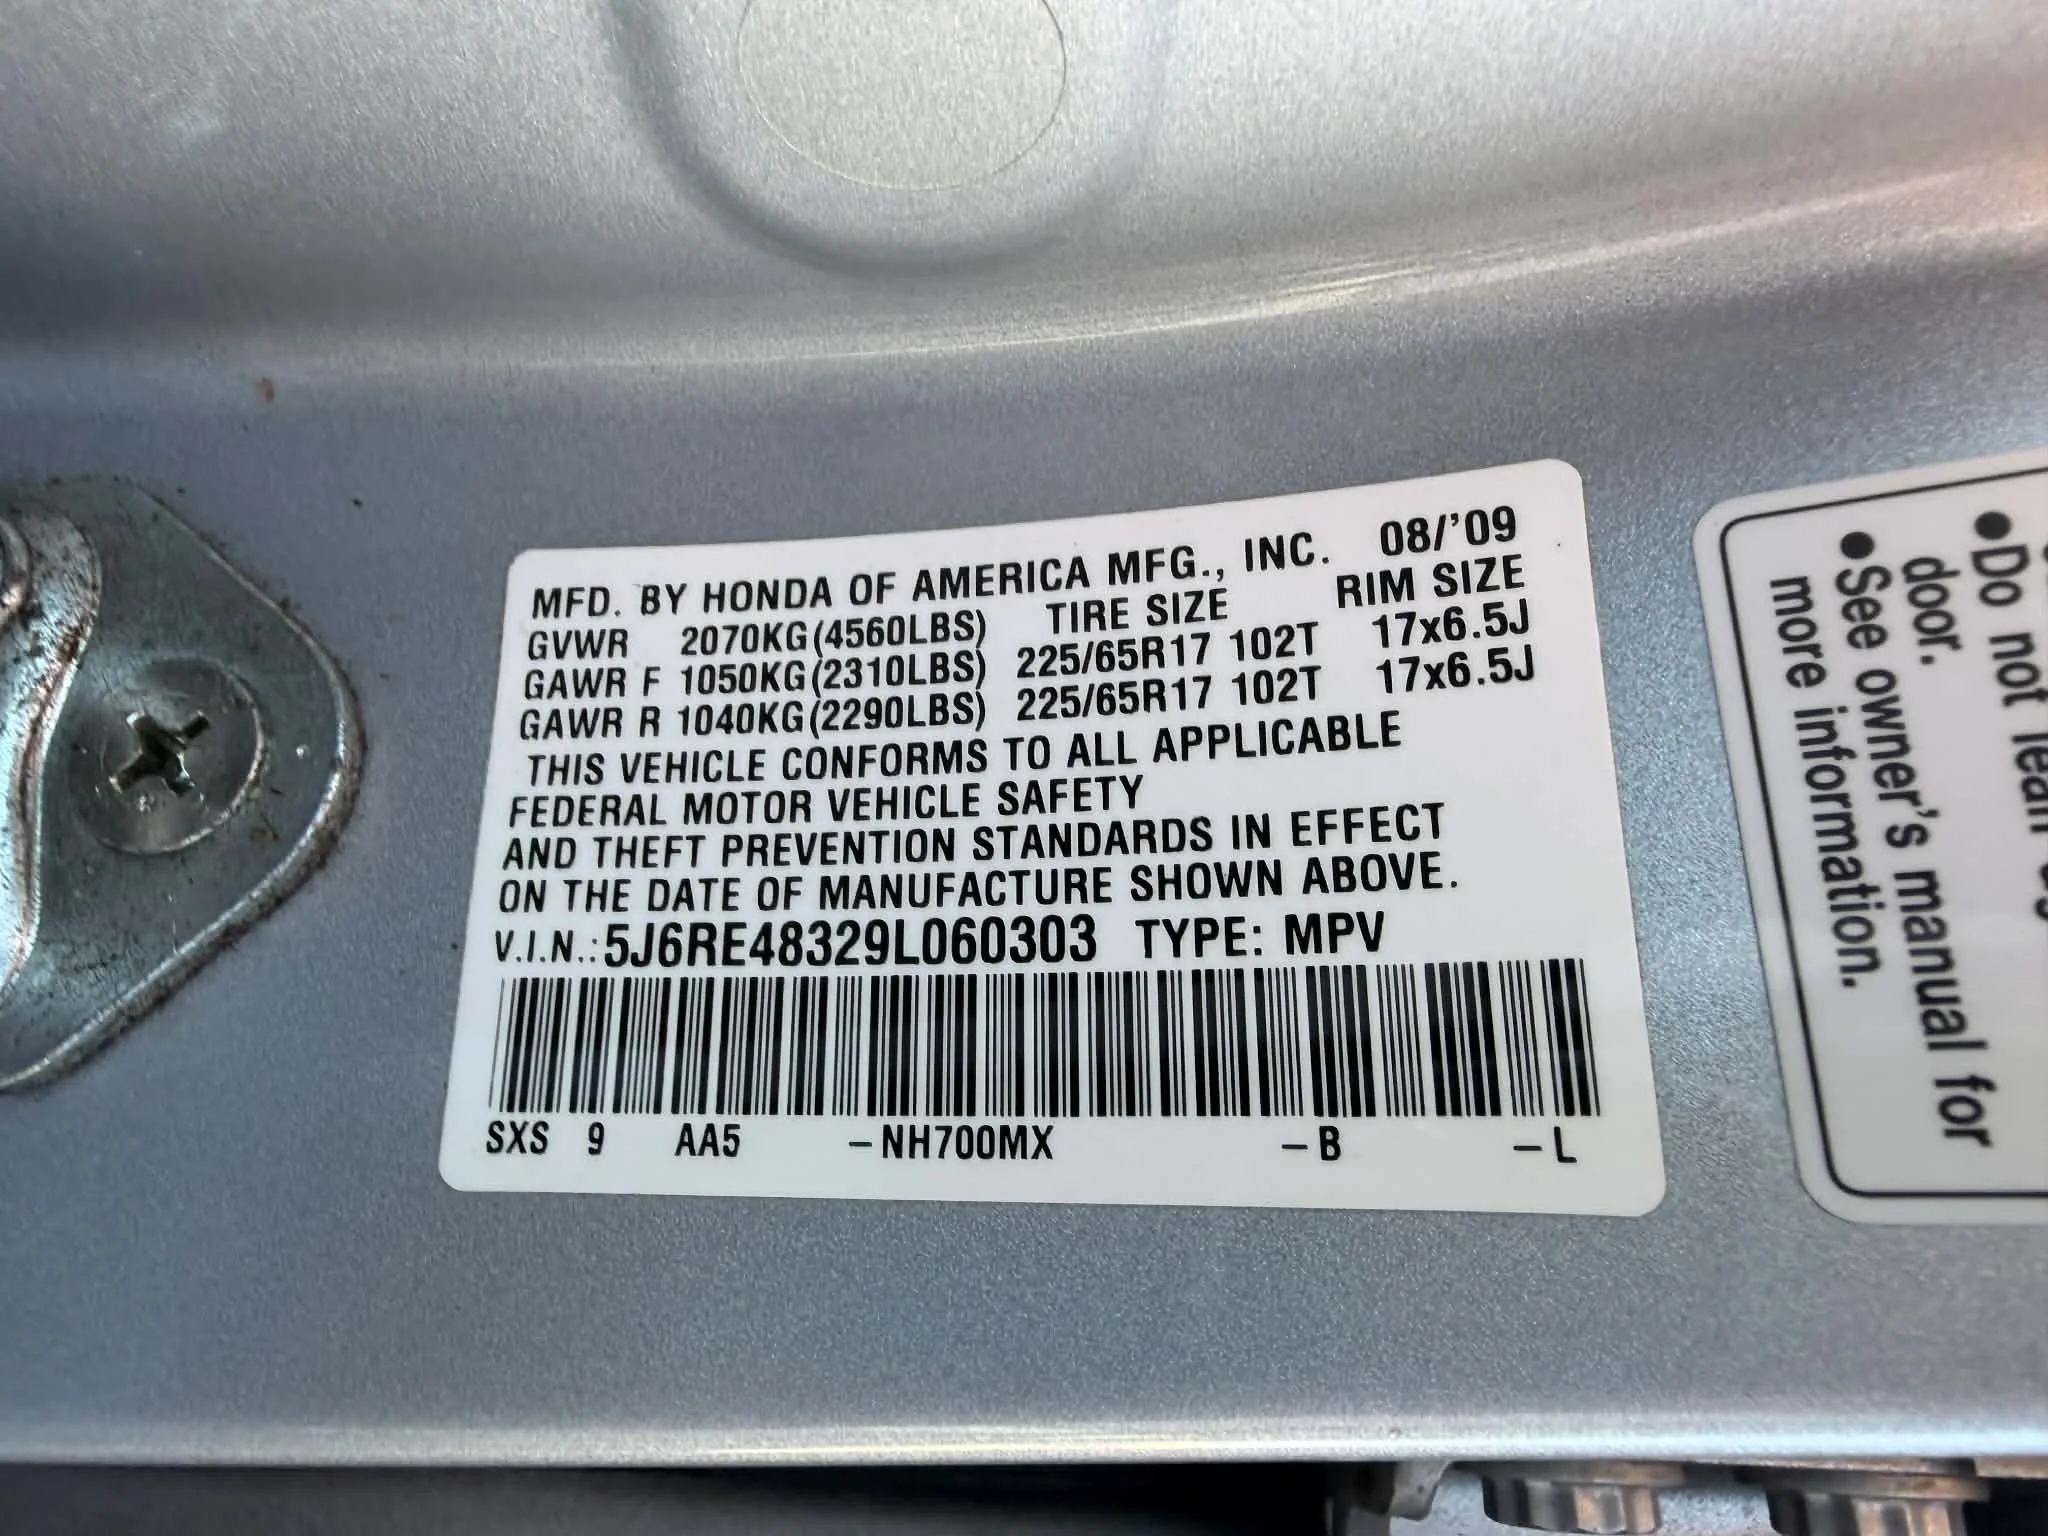 MFD. BY HONDA OF AMERICA MFG., INC. 08/'09
GVWR 2070KG(4560LBS) TIRE SIZE RIM SIZE
GAWR F 1050KG(2310LBS) 225/65R17 102T 17x6.5J
GAWR R 1040KG(2290LBS) 225/65R17 102T 17x6.5J
THIS VEHICLE CONFORMS TO ALL APPLICABLE
FEDERAL MOTOR VEHICLE SAFETY
AND THEFT PREVENTION STANDARDS IN EFFECT
ON THE DATE OF MANUFACTURE SHOWN ABOVE.
V.I.N.: 5J6RE48329L060303 TYPE: MPV
SXS 9 AA5 –NH700MX –B –L
●Do not lean
door.
●See owner's manual for
more information.